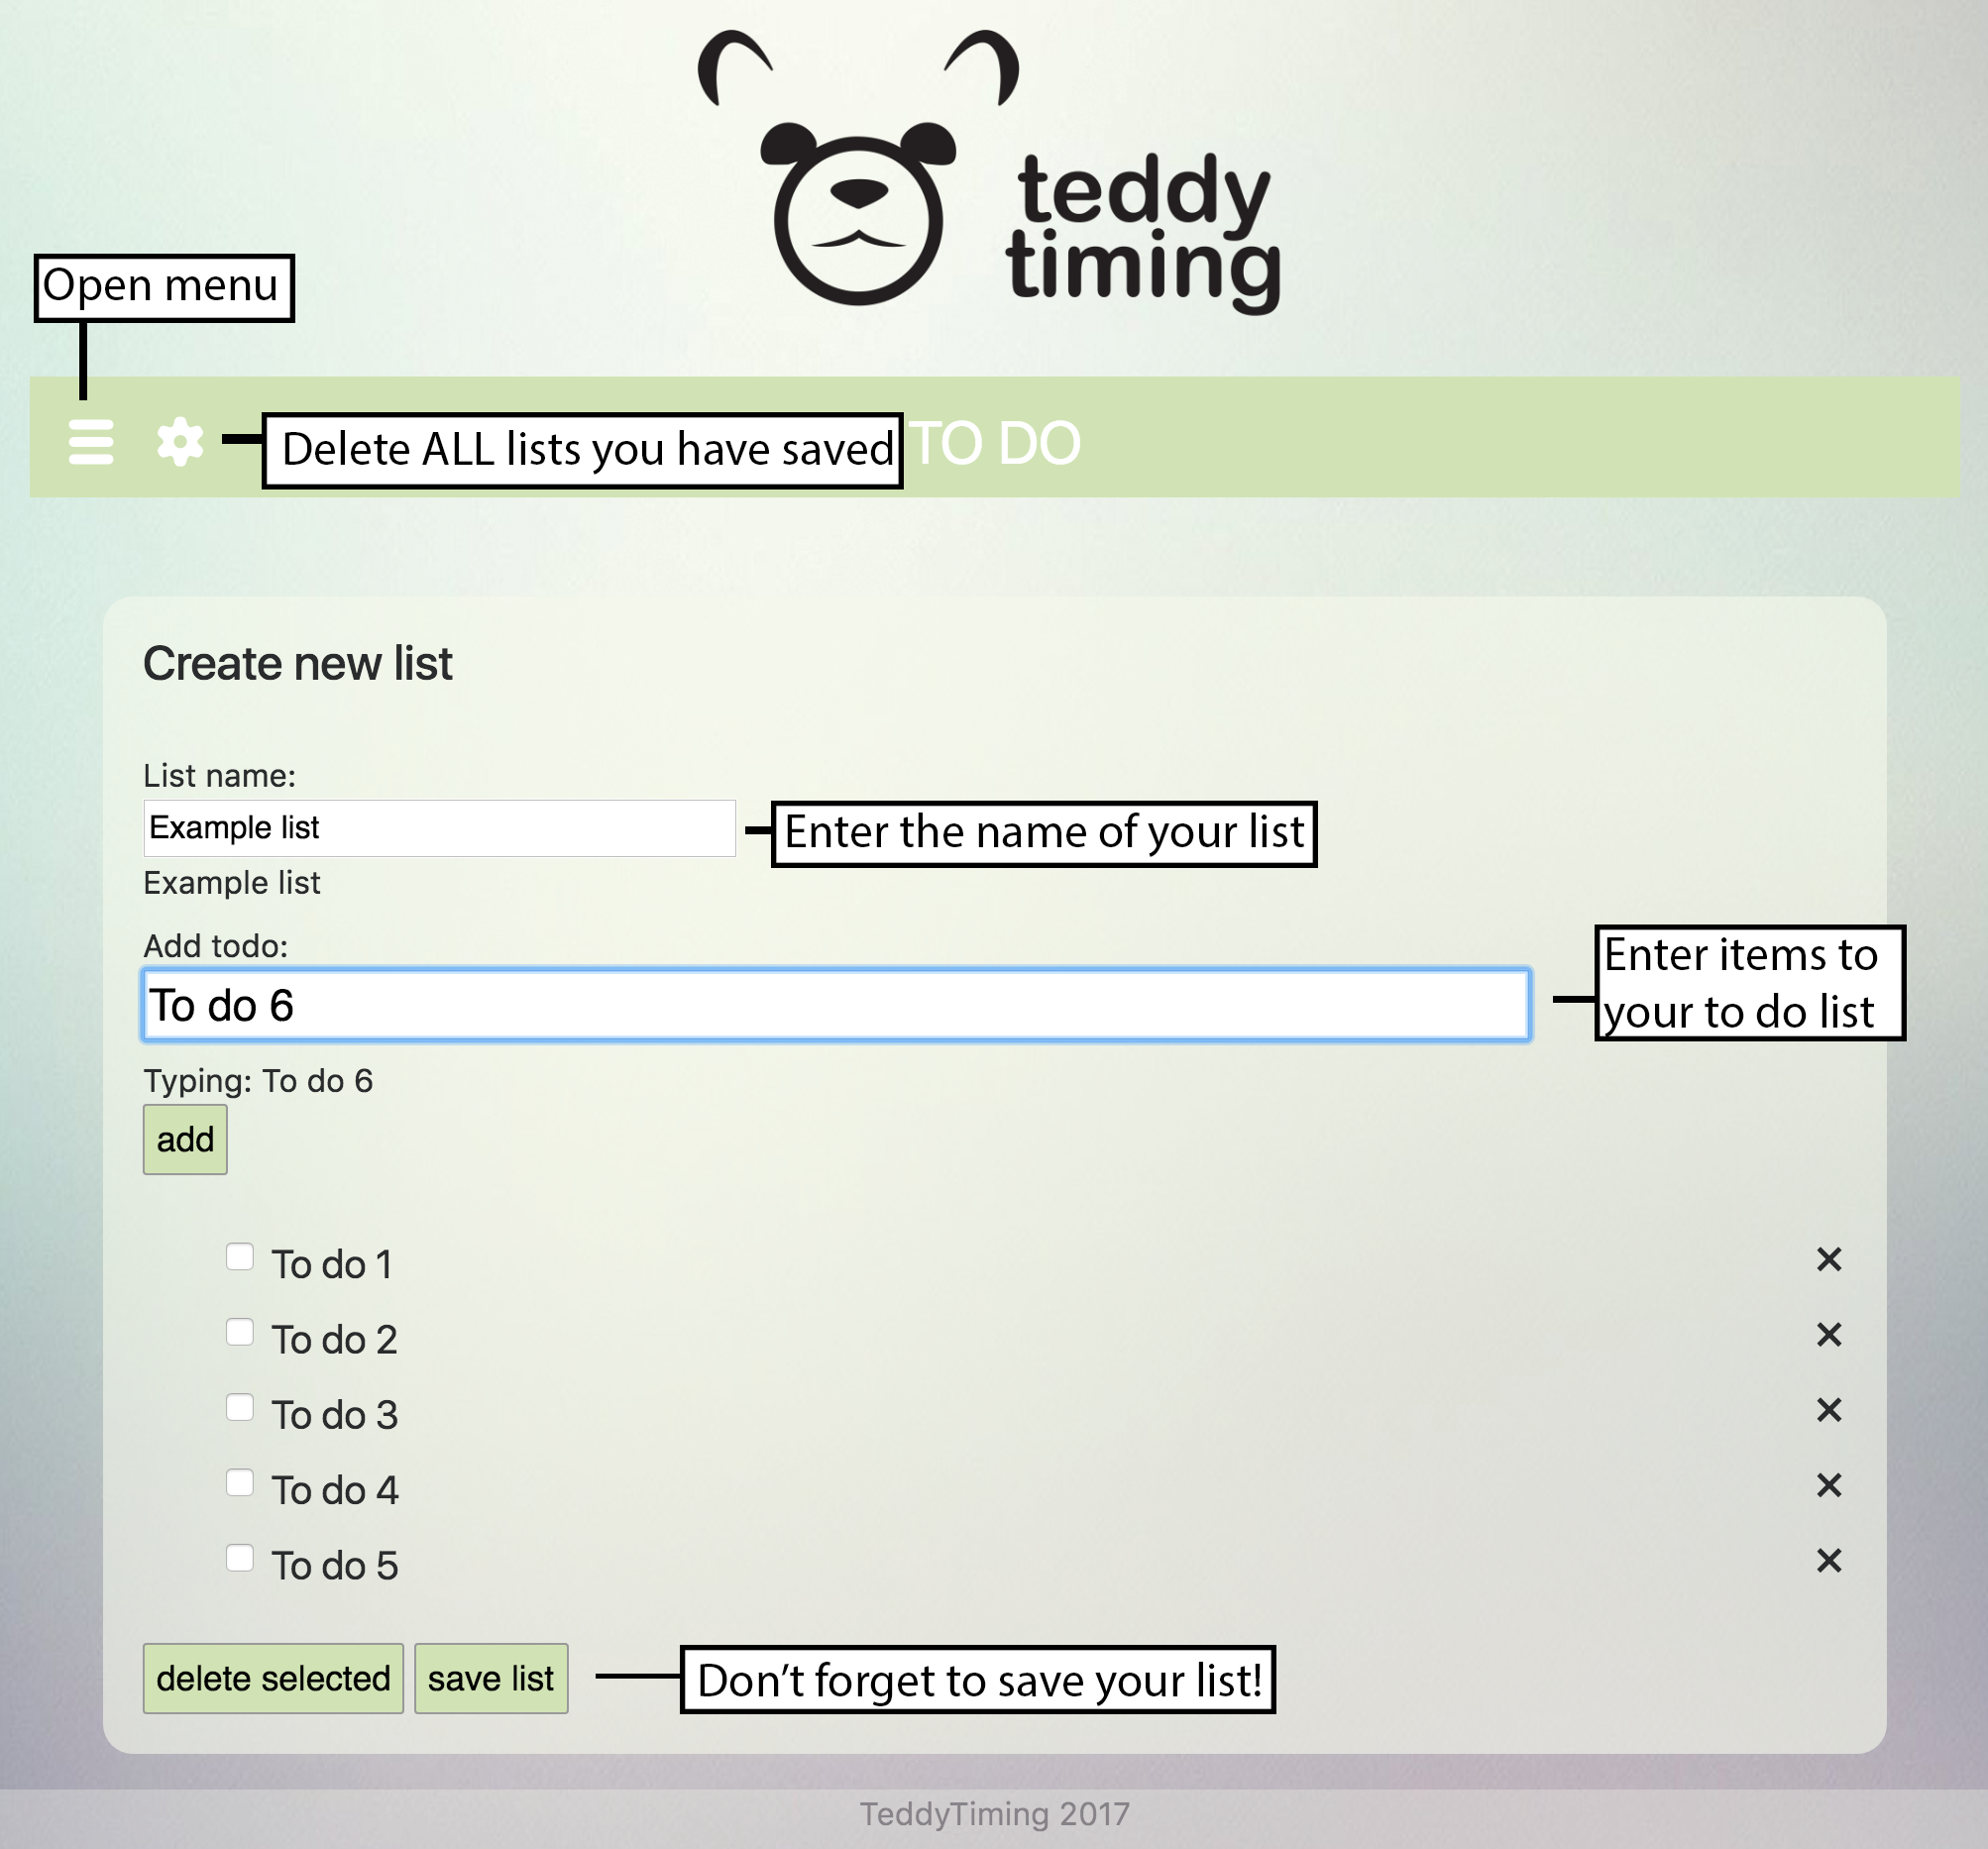 teddy
timing
Open menu
Delete ALL lists you have saved
TO DO
Create new list
List name:
Example list
Enter the name of your list
Example list
Add todo:
To do 6
Enter items to
your to do list
Typing: To do 6
add
To do 1
To do 2
To do 3
To do 4
To do 5
delete selected
save list
Don't forget to save your list!
TeddyTiming 2017